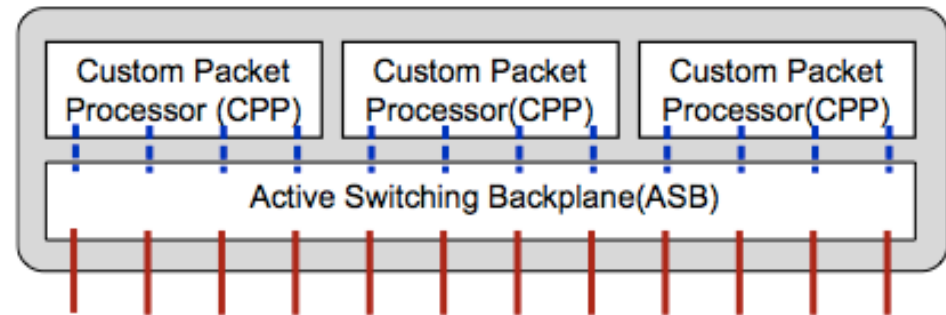 Custom Packet
Processor (CPP)
Custom Packet
Processor(CPP)
Custom Packet
Processor(CPP)
Active Switching Backplane(ASB)